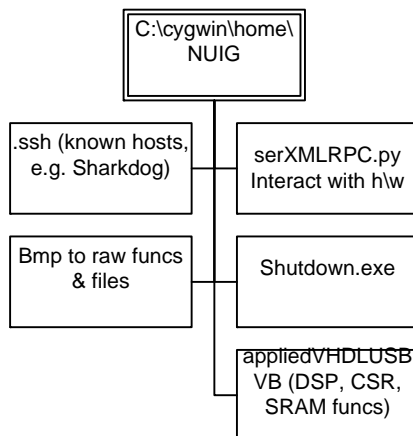 C:\cygwin\home\
NUIG
.ssh (known hosts,
e.g. Sharkdog)
serXMLRPC.py
Interact with h\w
Bmp to raw funcs
& files
Shutdown.exe
appliedVHDLUSB
VB (DSP, CSR,
SRAM funcs)